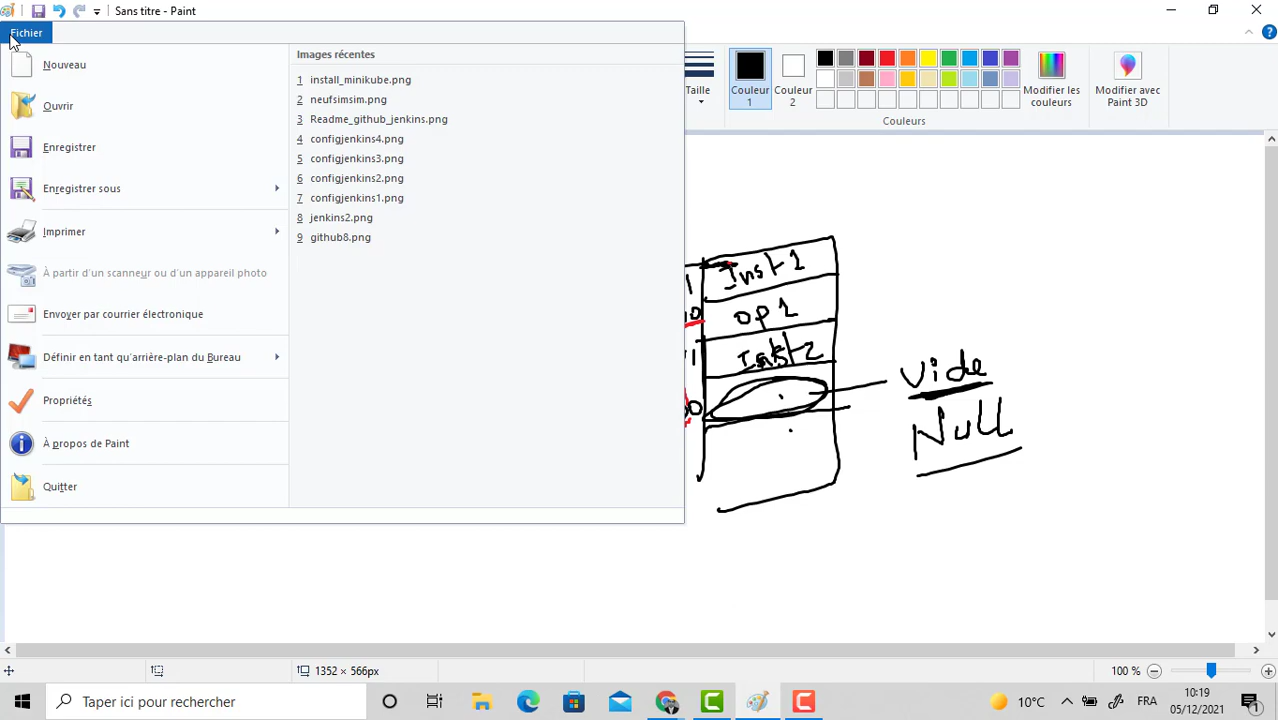 Sans titre - Paint
Fichier
Nouveau
Ouvrir
Enregistrer
Enregistrer sous
Imprimer
À partir d'un scanneur ou d'un appareil photo
Envoyer par courrier électronique
Définir en tant qu'arrière-plan du Bureau
Propriétés
À propos de Paint
Quitter
Images récentes
1 install_minikube.png
2 neufsimsim.png
3 Readme_github_jenkins.png
4 configjenkins4.png
5 configjenkins3.png
6 configjenkins2.png
7 configjenkins1.png
8 jenkins2.png
9 github8.png
Taille
Couleur 1
Couleur 2
Modifier les couleurs
Modifier avec Paint 3D
Couleurs
Inst 1
op 1
Inst 2
vide
Null
1352 × 566px
100 %
Taper ici pour rechercher
10°C
FRA
10:19
05/12/2021
1